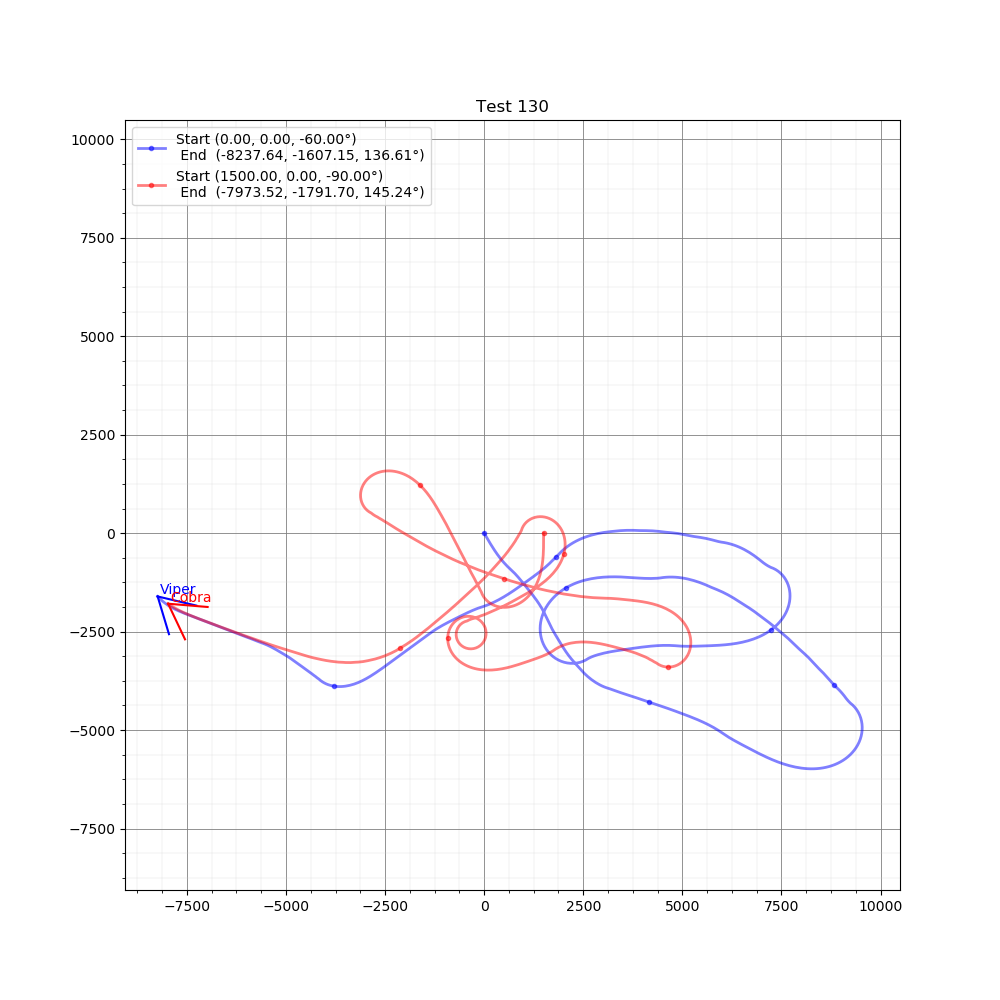 Test 130
Start (0.00, 0.00, -60.00°)
End (-8237.64, -1607.15, 136.61°)
Start (1500.00, 0.00, -90.00°)
End (-7973.52, -1791.70, 145.24°)
10000
7500
5000
2500
0
−2500
−5000
−7500
Viper
Cobra
−7500 −5000 −2500 0 2500 5000 7500 10000